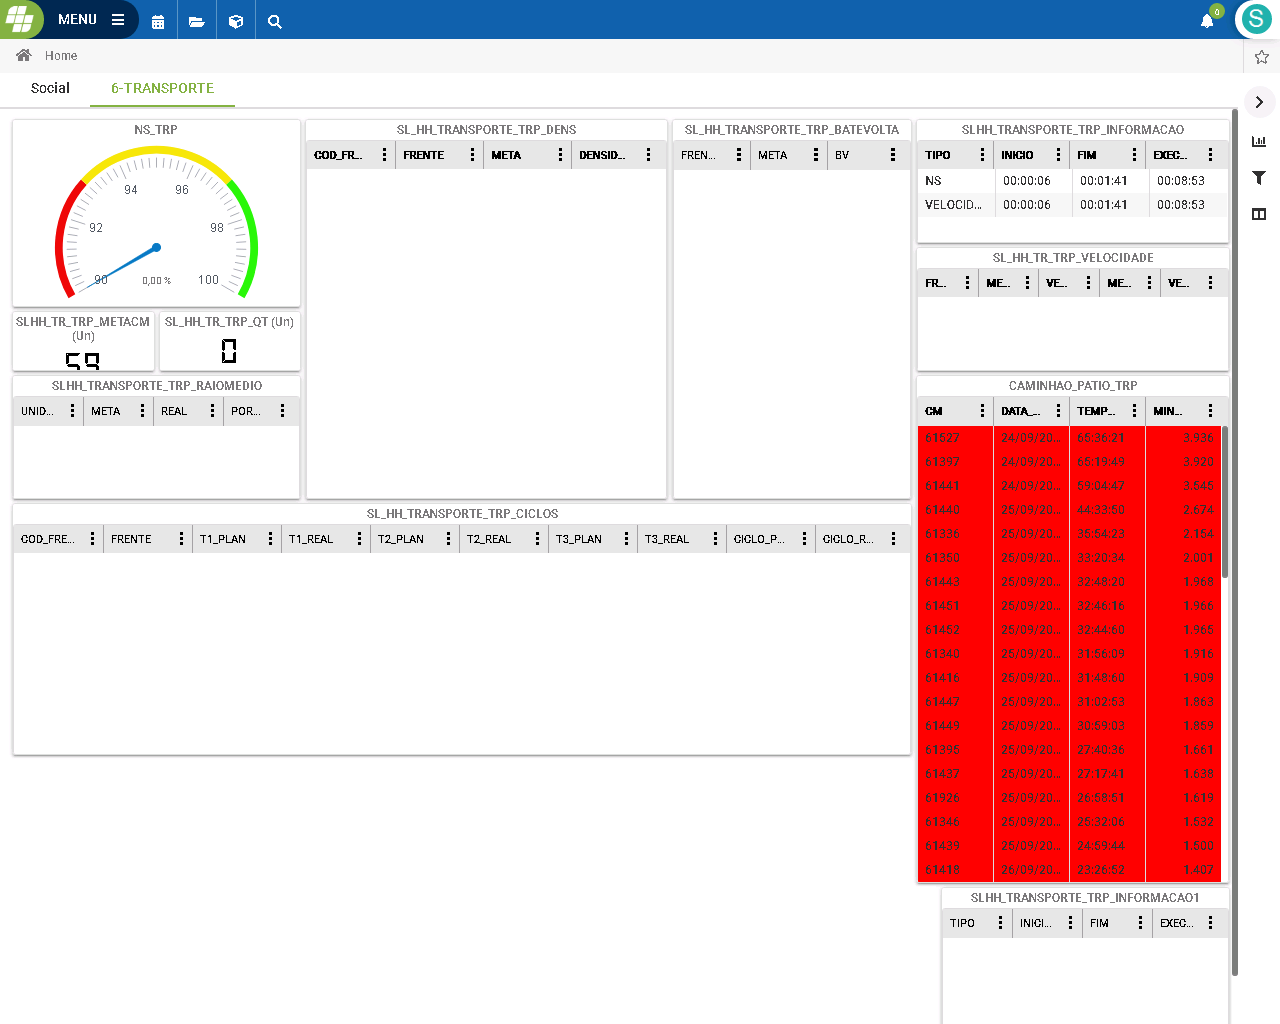 MENU
0
S
Home
Social
6-TRANSPORTE
NS_TRP
90
92
94
96
98
100
0,00 %
SLHH_TR_TRP_METACM
(Un)
59
SL_HH_TR_TRP_QT (Un)
0
SLHH_TRANSPORTE_TRP_RAIOMEDIO
UNID... META REAL POR...
SL_HH_TRANSPORTE_TRP_DENS
COD_FR... FRENTE META DENSID...
SL_HH_TRANSPORTE_TRP_BATEVOLTA
FREN... META BV
SLHH_TRANSPORTE_TRP_INFORMACAO
TIPO INICIO FIM EXEC...
NS 00:00:06 00:01:41 00:08:53
VELOCID... 00:00:06 00:01:41 00:08:53
SL_HH_TR_TRP_VELOCIDADE
FR... ME... VE... ME... VE...
SL_HH_TRANSPORTE_TRP_CICLOS
COD_FRE... FRENTE T1_PLAN T1_REAL T2_PLAN T2_REAL T3_PLAN T3_REAL CICLO_P... CICLO_R...
CAMINHAO_PATIO_TRP
CM DATA_... TEMP... MIN...
61527 24/09/20... 65:36:21 3.936
61397 24/09/20... 65:19:49 3.920
61441 24/09/20... 59:04:47 3.545
61440 25/09/20... 44:33:50 2.674
61336 25/09/20... 35:54:23 2.154
61350 25/09/20... 33:20:34 2.001
61443 25/09/20... 32:48:20 1.968
61451 25/09/20... 32:46:16 1.966
61452 25/09/20... 32:44:60 1.965
61340 25/09/20... 31:56:09 1.916
61416 25/09/20... 31:48:60 1.909
61447 25/09/20... 31:02:53 1.863
61449 25/09/20... 30:59:03 1.859
61395 25/09/20... 27:40:36 1.661
61437 25/09/20... 27:17:41 1.638
61926 25/09/20... 26:58:51 1.619
61346 25/09/20... 25:32:06 1.532
61439 25/09/20... 24:59:44 1.500
61418 25/09/20... 23:26:52 1.407
SLHH_TRANSPORTE_TRP_INFORMACAO1
TIPO INICI... FIM EXEC...